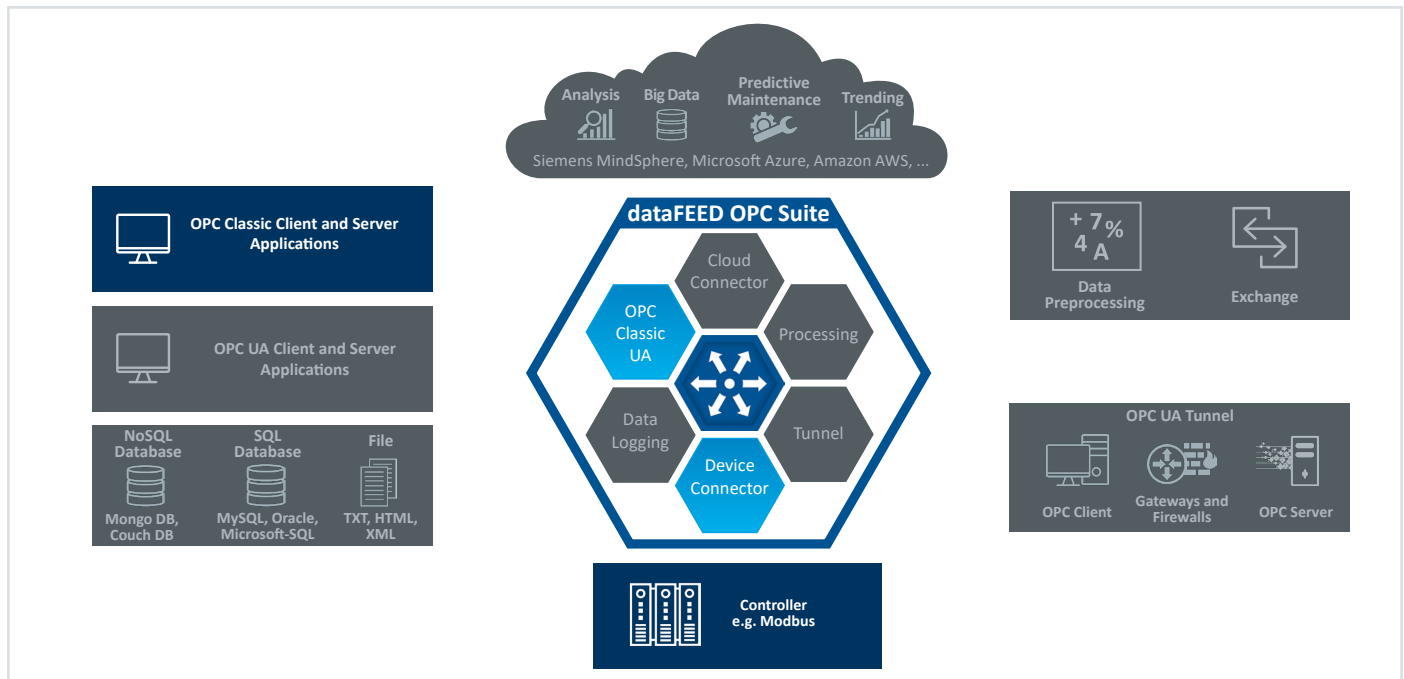 Analysis
Big Data
Predictive
Maintenance
Trending
Siemens MindSphere, Microsoft Azure, Amazon AWS, ...
OPC Classic Client and Server
Applications
OPC UA Client and Server
Applications
NoSQL
Database
SQL
Database
File
Mongo DB,
Couch DB
MySQL, Oracle,
Microsoft-SQL
TXT, HTML,
XML
dataFEED OPC Suite
Cloud
Connector
OPC
Classic
UA
Processing
Data
Logging
Tunnel
Device
Connector
Controller
e.g. Modbus
+ 7 %
4 A
Data
Preprocessing
Exchange
OPC UA Tunnel
OPC Client
Gateways and
Firewalls
OPC Server